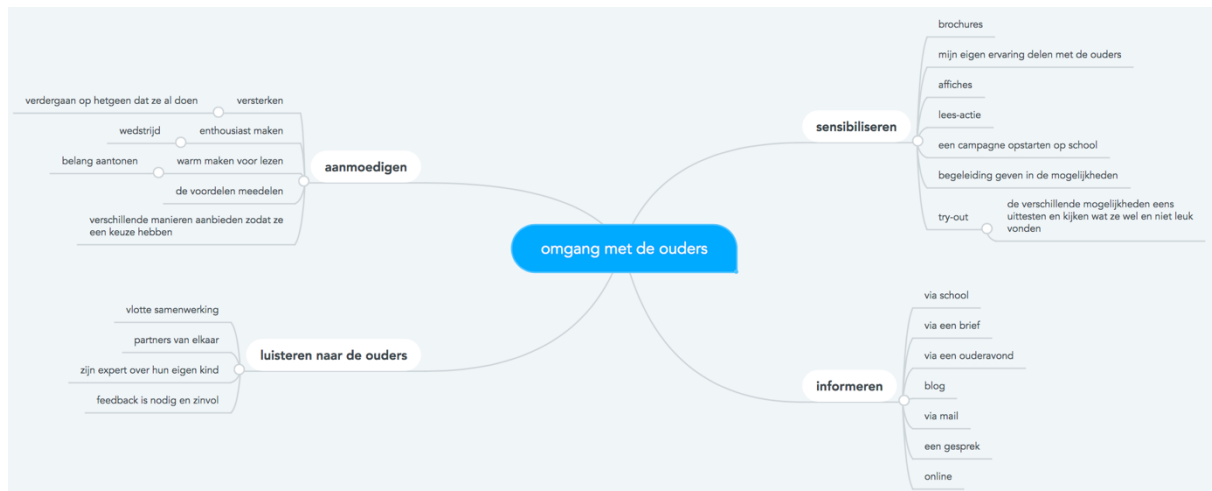 omgang met de ouders
sensibiliseren
brochures
mijn eigen ervaring delen met de ouders
affiches
lees-actie
een campagne opstarten op school
begeleiding geven in de mogelijkheden
try-out
de verschillende mogelijkheden eens
uittesten en kijken wat ze wel en niet leuk
vonden
informeren
via school
via een brief
via een ouderavond
blog
via mail
een gesprek
online
aanmoedigen
versterken
verdergaan op hetgeen dat ze al doen
enthousiast maken
wedstrijd
warm maken voor lezen
belang aantonen
de voordelen meedelen
verschillende manieren aanbieden zodat ze
een keuze hebben
luisteren naar de ouders
vlotte samenwerking
partners van elkaar
zijn expert over hun eigen kind
feedback is nodig en zinvol